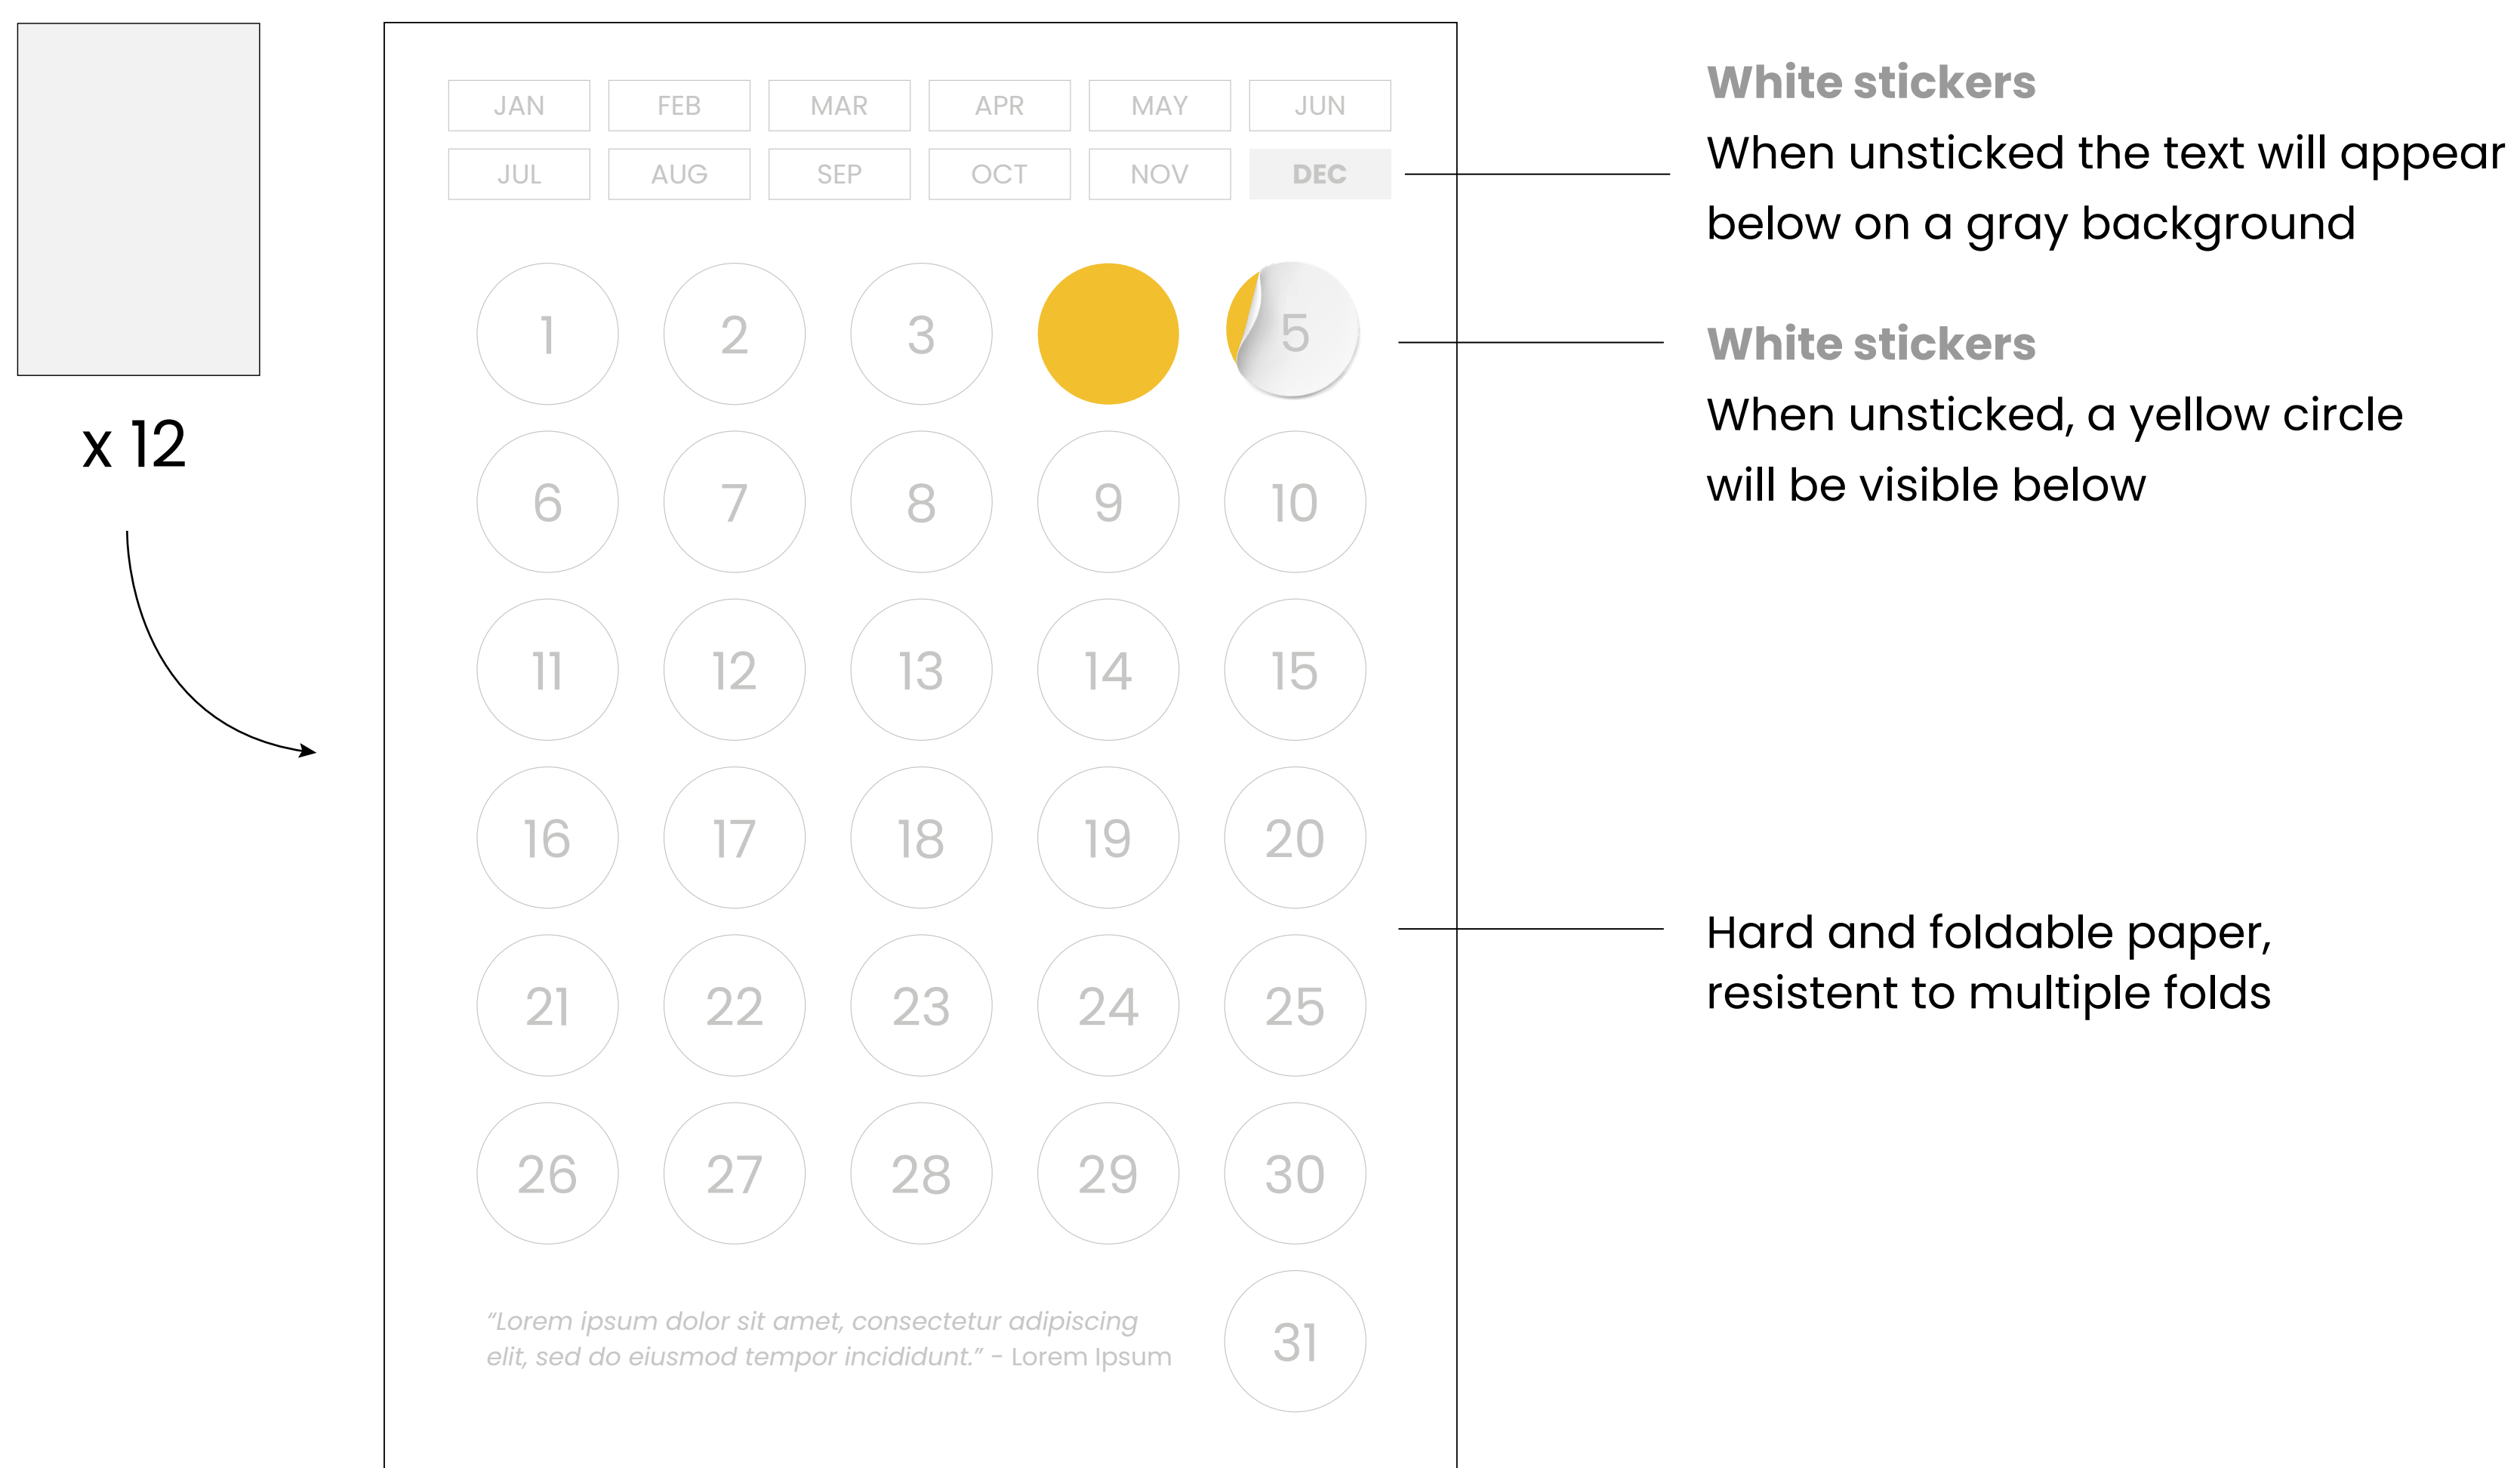 x 12
JAN FEB MAR APR MAY JUN
JUL AUG SEP OCT NOV DEC
1 2 3 5
6 7 8 9 10
11 12 13 14 15
16 17 18 19 20
21 22 23 24 25
26 27 28 29 30
31
“Lorem ipsum dolor sit amet, consectetur adipiscing
elit, sed do eiusmod tempor incididunt.” - Lorem Ipsum
White stickers
When unsticked the text will appear
below on a gray background
White stickers
When unsticked, a yellow circle
will be visible below
Hard and foldable paper,
resistent to multiple folds